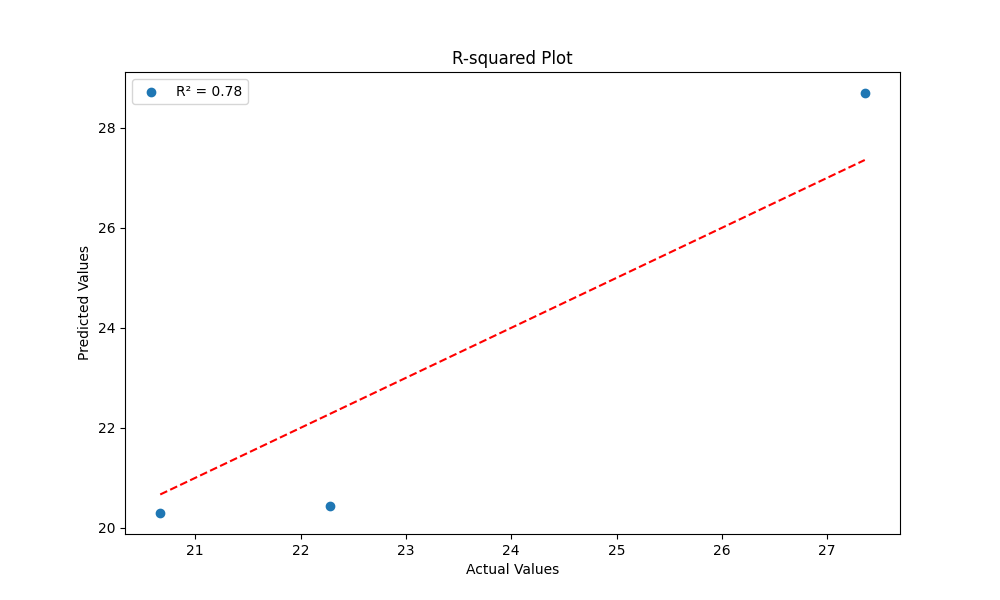 R-squared Plot
R² = 0.78
28
26
24
22
20
Predicted Values
21 22 23 24 25 26 27
Actual Values